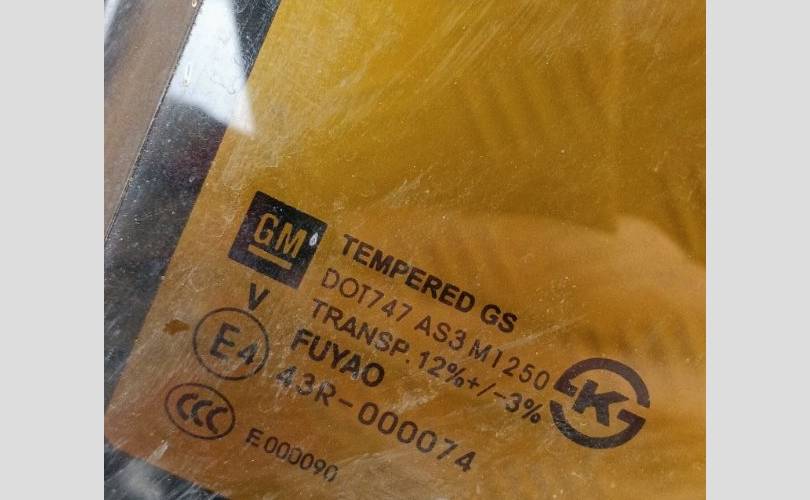 GM
TEMPERED GS
DOT747 AS3 M1250
TRANSP. 12%+/-3%
V
FUYAO
E4
43R-000074
CCC
E000090
K